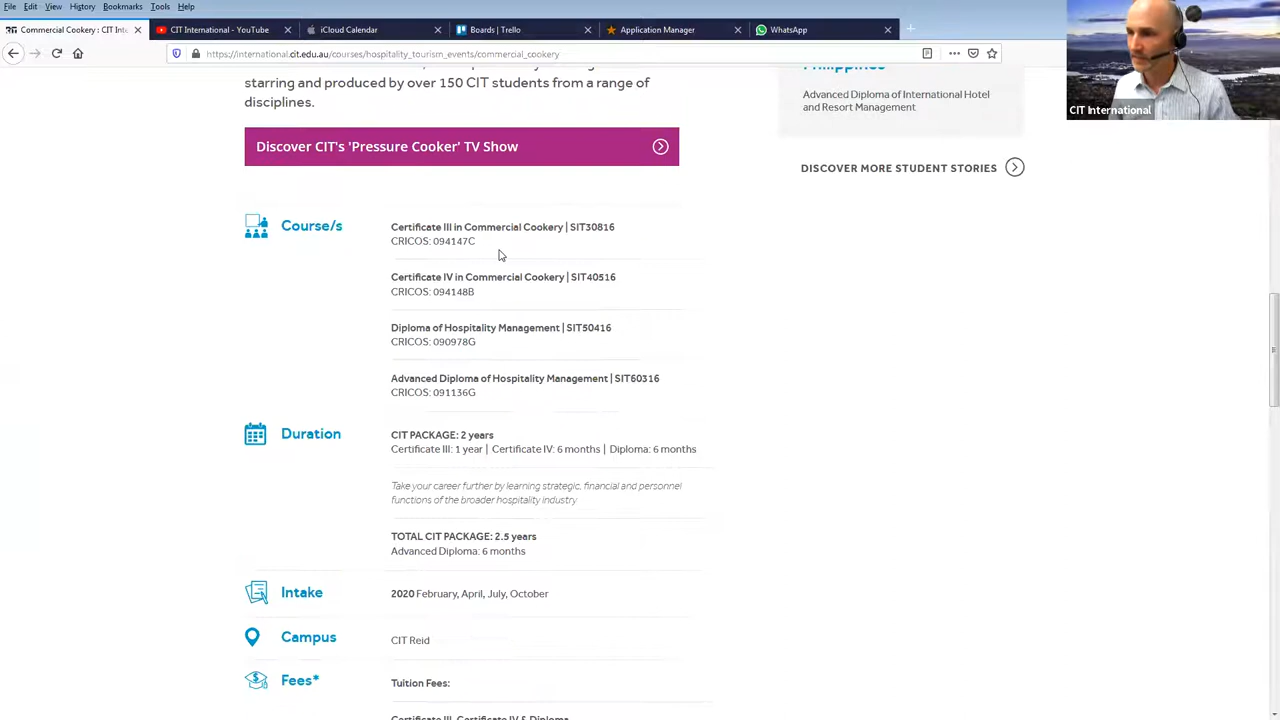 File Edit View History Bookmarks Tools Help
Commercial Cookery : CIT Inte
CIT International - YouTube
iCloud Calendar
Boards | Trello
Application Manager
WhatsApp
https://international.cit.edu.au/courses/hospitality_tourism_events/commercial_cookery
CIT International
starring and produced by over 150 CIT students from a range of
disciplines.
Discover CIT's 'Pressure Cooker' TV Show
Philippines
Advanced Diploma of International Hotel
and Resort Management
DISCOVER MORE STUDENT STORIES
Course/s
Certificate III in Commercial Cookery | SIT30816
CRICOS: 094147C
Certificate IV in Commercial Cookery | SIT40516
CRICOS: 094148B
Diploma of Hospitality Management | SIT50416
CRICOS: 090978G
Advanced Diploma of Hospitality Management | SIT60316
CRICOS: 091136G
Duration
CIT PACKAGE: 2 years
Certificate III: 1 year | Certificate IV: 6 months | Diploma: 6 months
Take your career further by learning strategic, financial and personnel
functions of the broader hospitality industry
TOTAL CIT PACKAGE: 2.5 years
Advanced Diploma: 6 months
Intake
2020 February, April, July, October
Campus
CIT Reid
Fees*
Tuition Fees:
Certificate III, Certificate IV & Diploma